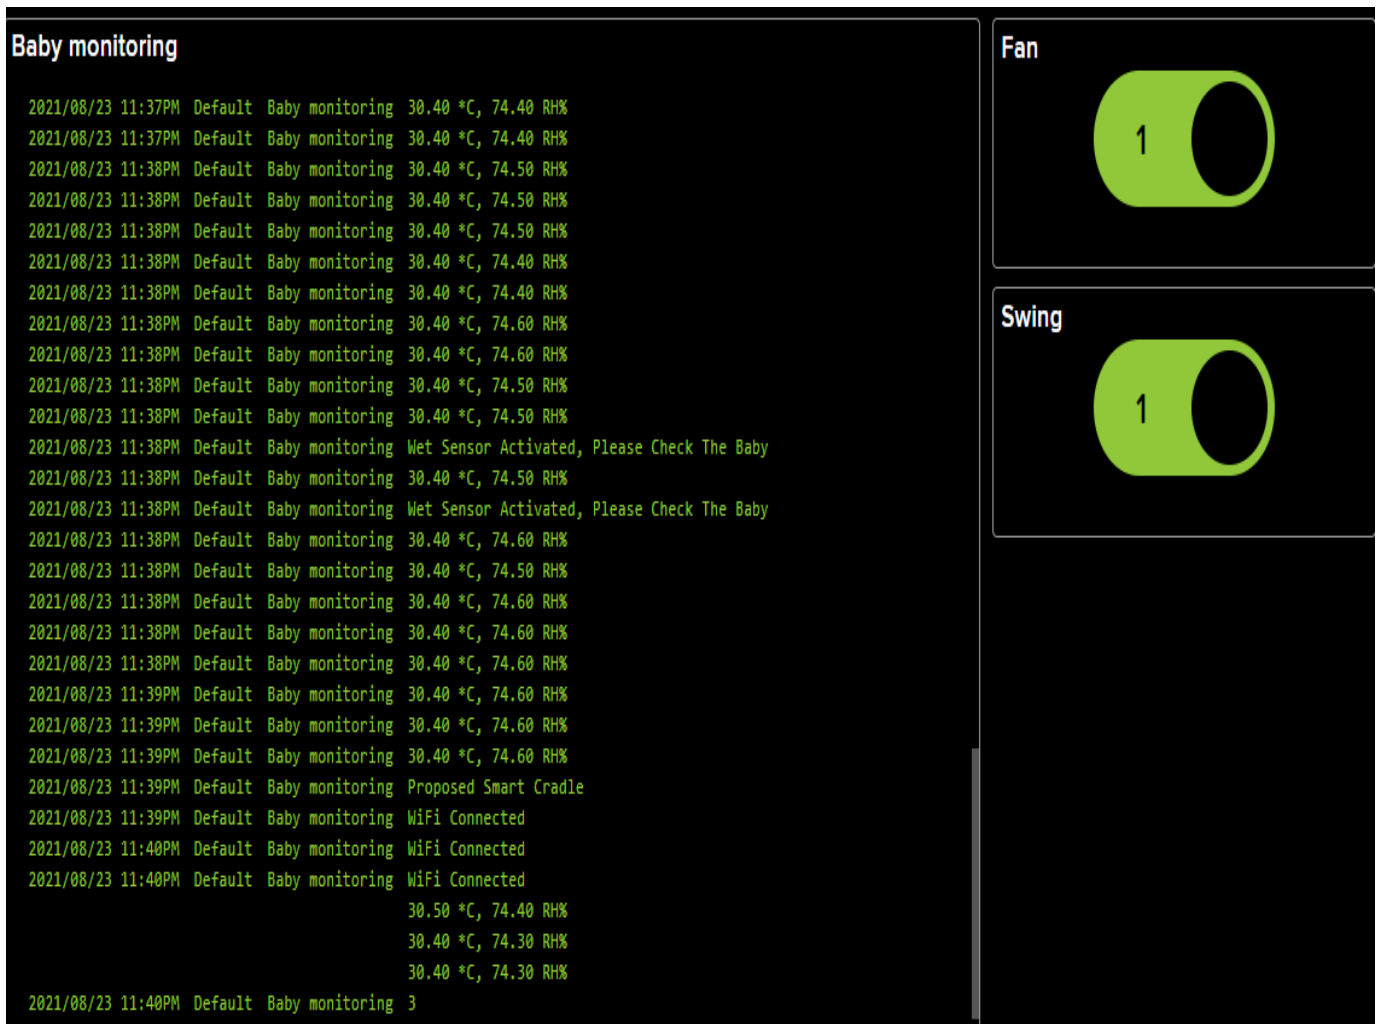 Baby monitoring
2021/08/23 11:37PM Default Baby monitoring 30.40 *C, 74.40 RH%
2021/08/23 11:37PM Default Baby monitoring 30.40 *C, 74.40 RH%
2021/08/23 11:38PM Default Baby monitoring 30.40 *C, 74.50 RH%
2021/08/23 11:38PM Default Baby monitoring 30.40 *C, 74.50 RH%
2021/08/23 11:38PM Default Baby monitoring 30.40 *C, 74.50 RH%
2021/08/23 11:38PM Default Baby monitoring 30.40 *C, 74.40 RH%
2021/08/23 11:38PM Default Baby monitoring 30.40 *C, 74.40 RH%
2021/08/23 11:38PM Default Baby monitoring 30.40 *C, 74.60 RH%
2021/08/23 11:38PM Default Baby monitoring 30.40 *C, 74.60 RH%
2021/08/23 11:38PM Default Baby monitoring 30.40 *C, 74.50 RH%
2021/08/23 11:38PM Default Baby monitoring 30.40 *C, 74.50 RH%
2021/08/23 11:38PM Default Baby monitoring Wet Sensor Activated, Please Check The Baby
2021/08/23 11:38PM Default Baby monitoring 30.40 *C, 74.50 RH%
2021/08/23 11:38PM Default Baby monitoring Wet Sensor Activated, Please Check The Baby
2021/08/23 11:38PM Default Baby monitoring 30.40 *C, 74.60 RH%
2021/08/23 11:38PM Default Baby monitoring 30.40 *C, 74.50 RH%
2021/08/23 11:38PM Default Baby monitoring 30.40 *C, 74.60 RH%
2021/08/23 11:38PM Default Baby monitoring 30.40 *C, 74.60 RH%
2021/08/23 11:38PM Default Baby monitoring 30.40 *C, 74.60 RH%
2021/08/23 11:39PM Default Baby monitoring 30.40 *C, 74.60 RH%
2021/08/23 11:39PM Default Baby monitoring 30.40 *C, 74.60 RH%
2021/08/23 11:39PM Default Baby monitoring 30.40 *C, 74.60 RH%
2021/08/23 11:39PM Default Baby monitoring Proposed Smart Cradle
2021/08/23 11:39PM Default Baby monitoring WiFi Connected
2021/08/23 11:40PM Default Baby monitoring WiFi Connected
2021/08/23 11:40PM Default Baby monitoring WiFi Connected
30.50 *C, 74.40 RH%
30.40 *C, 74.30 RH%
30.40 *C, 74.30 RH%
2021/08/23 11:40PM Default Baby monitoring 3
Fan
1
Swing
1